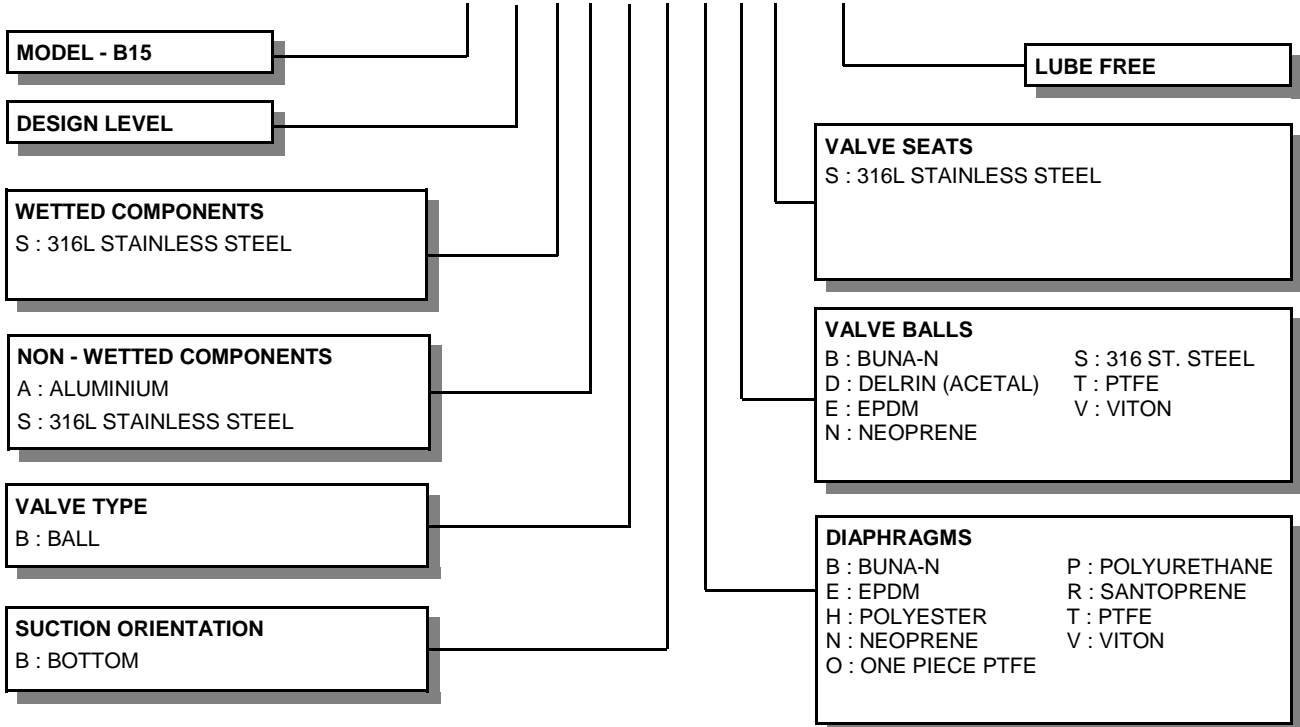 MODEL - B15
DESIGN LEVEL
WETTED COMPONENTS
S : 316L STAINLESS STEEL
NON - WETTED COMPONENTS
A : ALUMINIUM
S : 316L STAINLESS STEEL
VALVE TYPE
B : BALL
SUCTION ORIENTATION
B : BOTTOM
LUBE FREE
VALVE SEATS
S : 316L STAINLESS STEEL
VALVE BALLS
B : BUNA-N S : 316 ST. STEEL
D : DELRIN (ACETAL) T : PTFE
E : EPDM V : VITON
N : NEOPRENE
DIAPHRAGMS
B : BUNA-N P : POLYURETHANE
E : EPDM R : SANTOPRENE
H : POLYESTER T : PTFE
N : NEOPRENE V : VITON
O : ONE PIECE PTFE